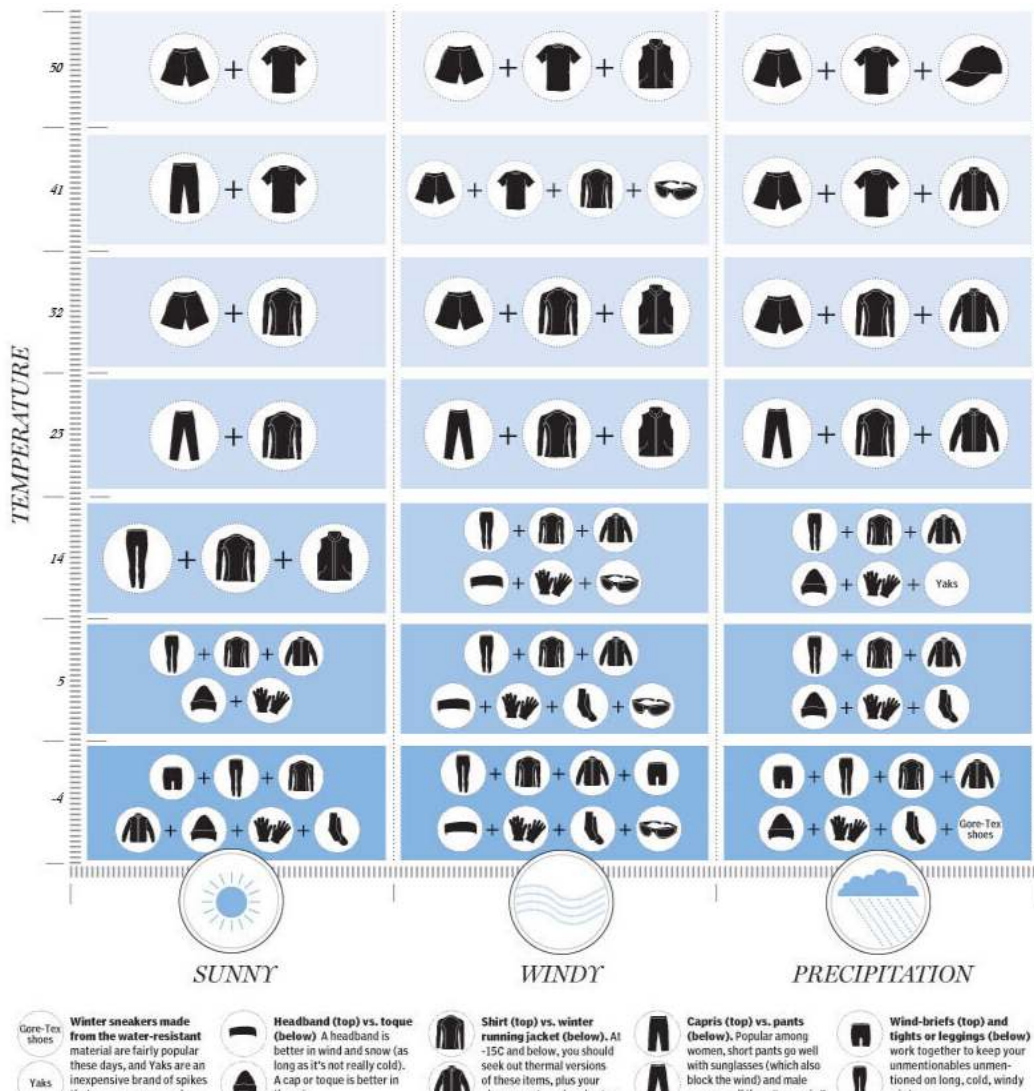 50
41
32
25
14
5
-4
TEMPERATURE
Yaks
Gore-Tex
shoes
SUNNY
WINDY
PRECIPITATION
Gore-Tex
shoes
Winter sneakers made
from the water-resistant
material are fairly popular
these days, and Yaks are an
Yaks
inexpensive brand of spikes
Headband (top) vs. toque
(below) A headband is
better in wind and snow (as
long as it's not really cold).
A cap or toque is better in
Shirt (top) vs. winter
running jacket (below). At
-15C and below, you should
seek out thermal versions
of these items, plus your
Capris (top) vs. pants
(below). Popular among
women, short pants go well
with sunglasses (which also
block the wind) and male
Wind-briefs (top) and
tights or leggings (below)
work together to keep your
unmentionables unmen-
tioned on icy, cold, windy